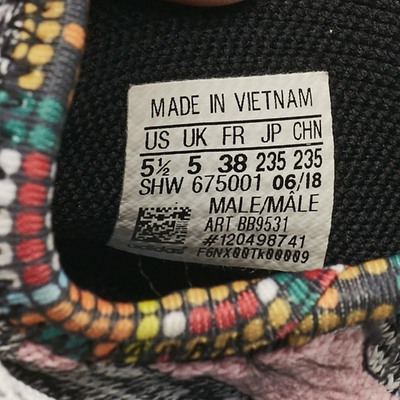 MADE IN VIETNAM
US UK FR JP CHN
5½ 5 38 235 235
SHW 675001 06/18
MALE/MÂLE
ART BB9531
#120498741
adidas
F6NX00TK00009